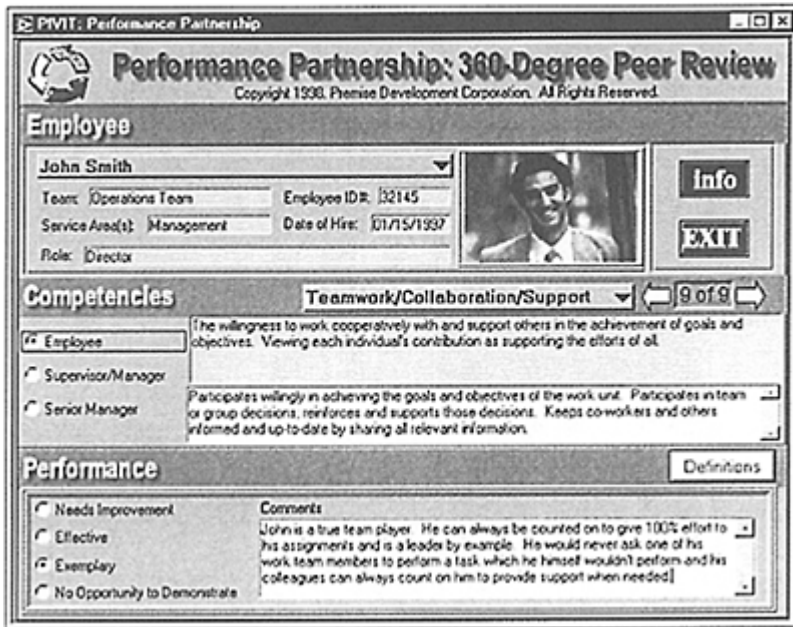 PIVIT: Performance Partnership
Performance Partnership: 360-Degree Peer Review
Copyright 1998. Premise Development Corporation. All Rights Reserved.
Employee
John Smith
Info
Team: Operations Team Employee ID#: 32145
Service Area(s): Management Date of Hire: 01/15/1997
EXIT
Role: Director
Competencies Teamwork/Collaboration/Support 9 of 9
Employee
Supervisor/Manager
Senior Manager
The willingness to work cooperatively with and support others in the achievement of goals and
objectives. Viewing each individual's contribution as supporting the efforts of all.
Participates willingly in achieving the goals and objectives of the work unit. Participates in team
or group decisions, reinforces and supports those decisions. Keeps co-workers and others
informed and up-to-date by sharing all relevant information.
Performance Definitions
Needs Improvement
Effective
Exemplary
No Opportunity to Demonstrate
Comments
John is a true team player. He can always be counted on to give 100% effort to
his assignments and is a leader by example. He would never ask one of his
work team members to perform a task which he himself wouldn't perform and his
colleagues can always count on him to provide support when needed.